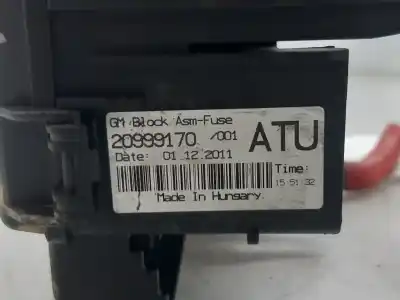 GM Block Asm-Fuse
20999170 /001 ATU
Date: 01.12.2011
Time:
15:51:32
Made In Hungary.